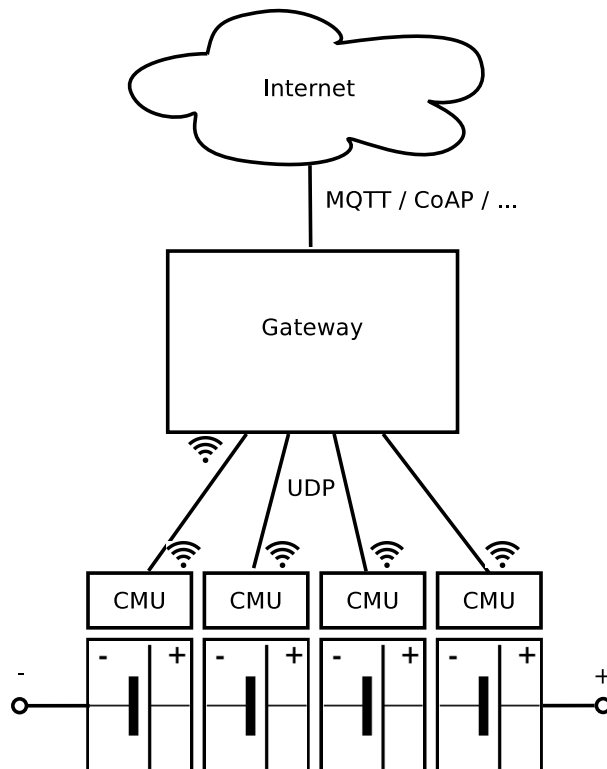 Internet
MQTT / CoAP / ...
Gateway
UDP
CMU CMU CMU CMU
- + - + - + - +
- +